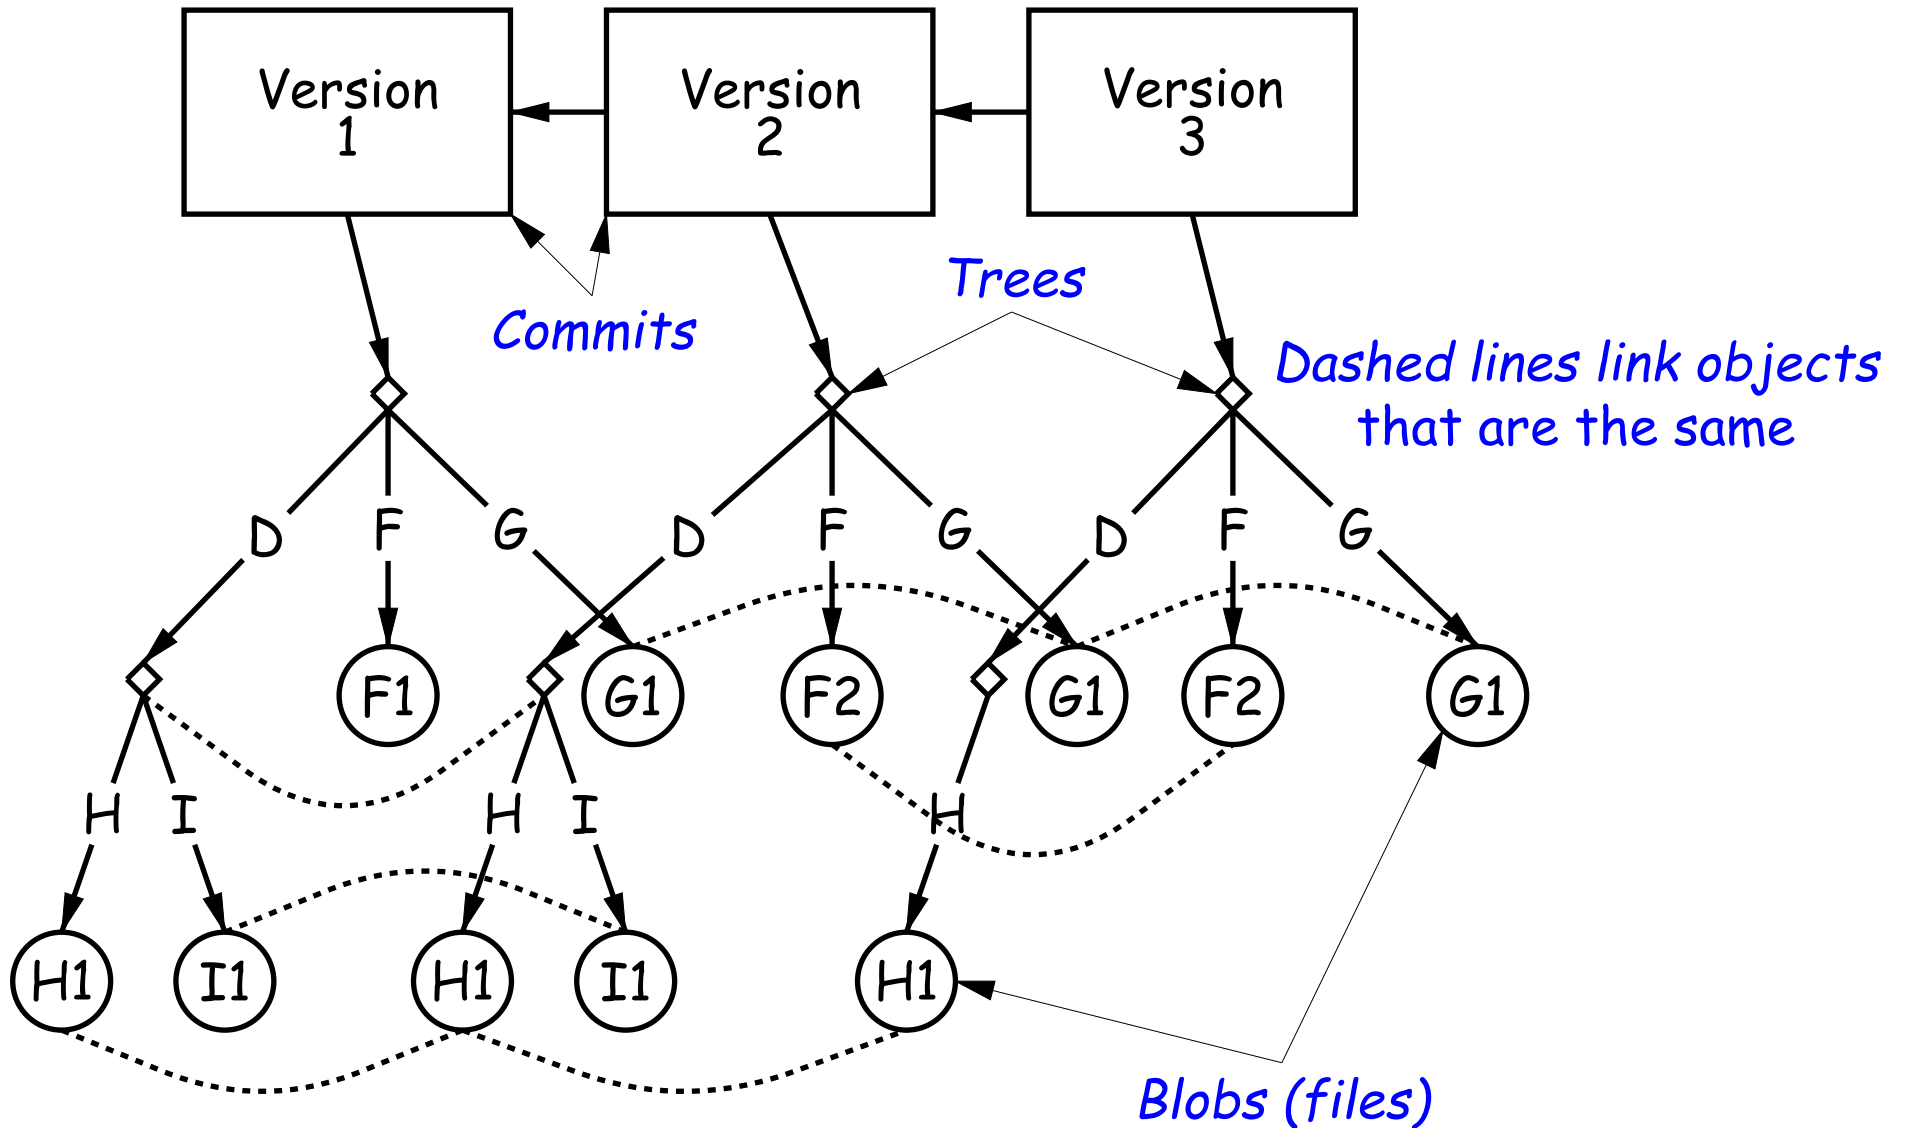 Version
1
Version
2
Version
3
Commits
Trees
Dashed lines link objects
that are the same
D
F
G
D
F
G
D
F
G
F1
G1
F2
G1
F2
G1
H
I
H
I
H
H1
I1
H1
I1
H1
Blobs (files)